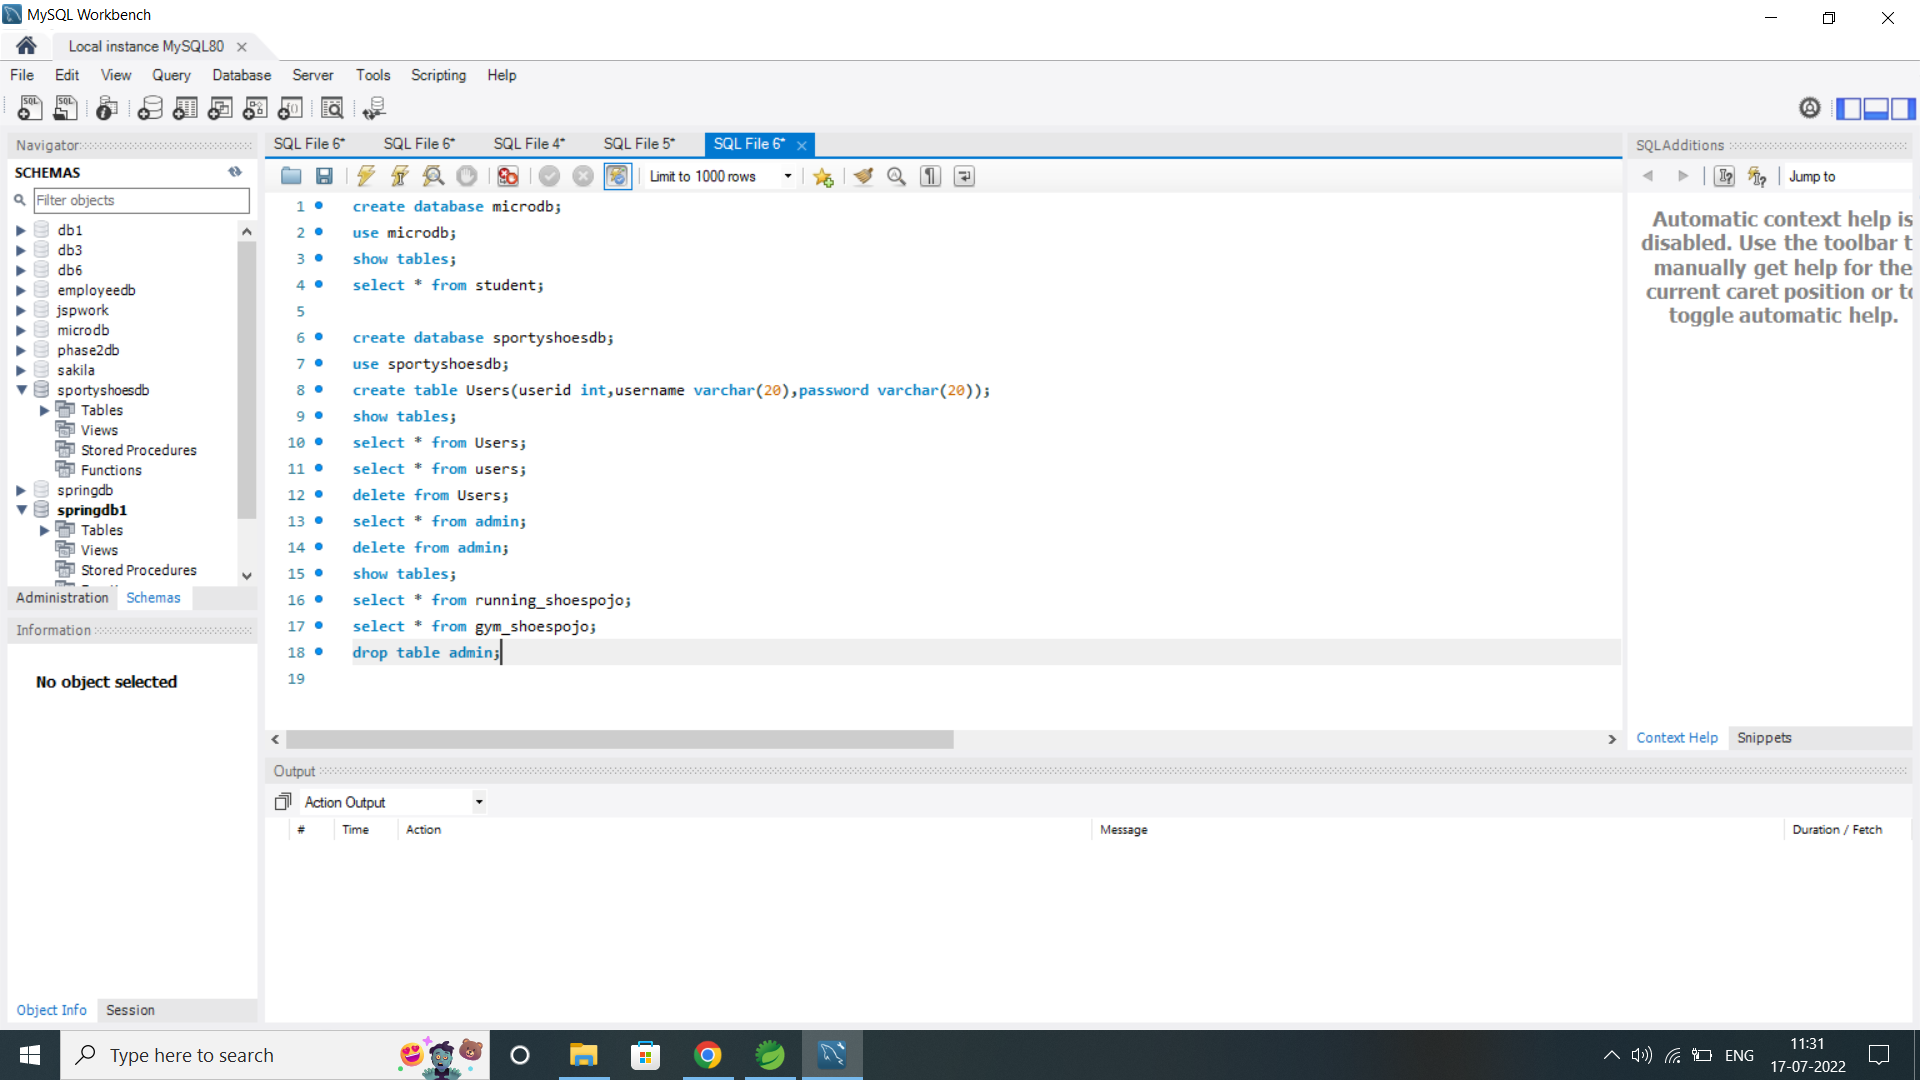 MySQL Workbench
Local instance MySQL80
File Edit View Query Database Server Tools Scripting Help
Navigator
SCHEMAS
Filter objects
db1
db3
db6
employeedb
jspwork
microdb
phase2db
sakila
sportyshoesdb
Tables
Views
Stored Procedures
Functions
springdb
springdb1
Tables
Views
Stored Procedures
Administration Schemas
Information
No object selected
Object Info Session
SQL File 6* SQL File 6* SQL File 4* SQL File 5* SQL File 6*
Limit to 1000 rows
1 create database microdb;
2 use microdb;
3 show tables;
4 select * from student;
5
6 create database sportyshoesdb;
7 use sportyshoesdb;
8 create table Users(userid int,username varchar(20),password varchar(20));
9 show tables;
10 select * from Users;
11 select * from users;
12 delete from Users;
13 select * from admin;
14 delete from admin;
15 show tables;
16 select * from running_shoespojo;
17 select * from gym_shoespojo;
18 drop table admin;
19
SQLAdditions
Jump to
Automatic context help is
disabled. Use the toolbar t
manually get help for the
current caret position or to
toggle automatic help.
Context Help Snippets
Output
Action Output
# Time Action Message Duration / Fetch
Type here to search
ENG
11:31
17-07-2022